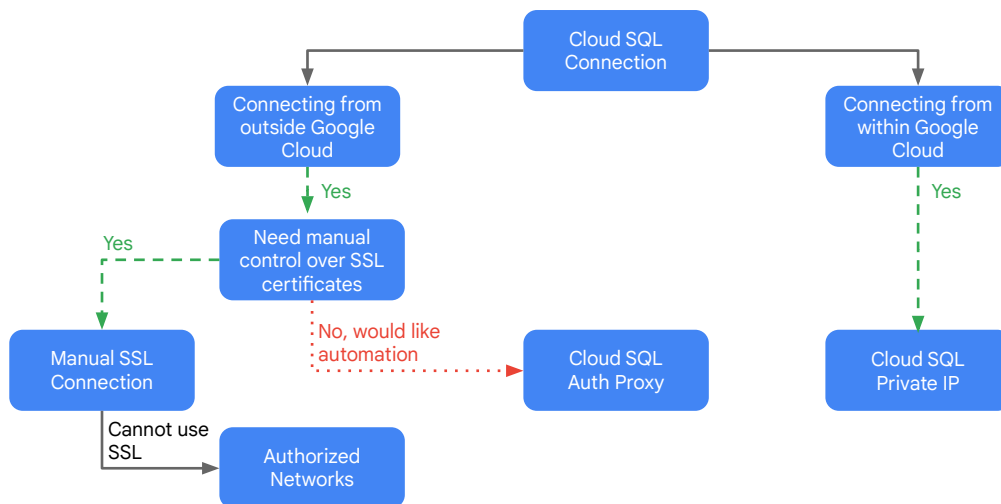 Cloud SQL
Connection
Connecting from
outside Google
Cloud
Connecting from
within Google
Cloud
Yes
Yes
Need manual
control over SSL
certificates
Yes
No, would like
automation
Manual SSL
Connection
Cloud SQL
Auth Proxy
Cloud SQL
Private IP
Cannot use
SSL
Authorized
Networks